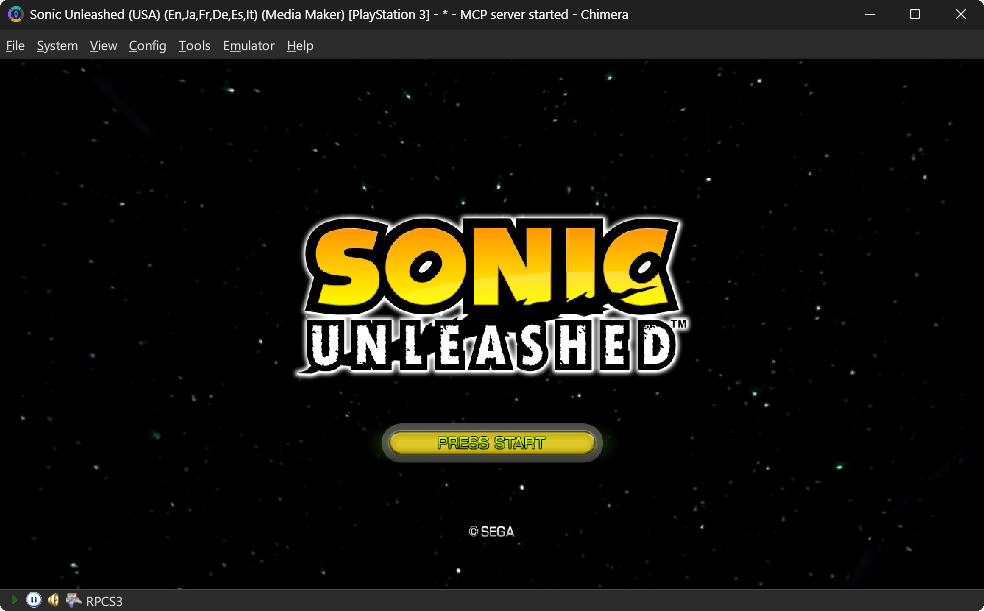 Sonic Unleashed (USA) (En,Ja,Fr,De,Es,It) (Media Maker) [PlayStation 3] - * - MCP server started - Chimera
File System View Config Tools Emulator Help
SONIC
UNLEASHED™
PRESS START
© SEGA
RPCS3